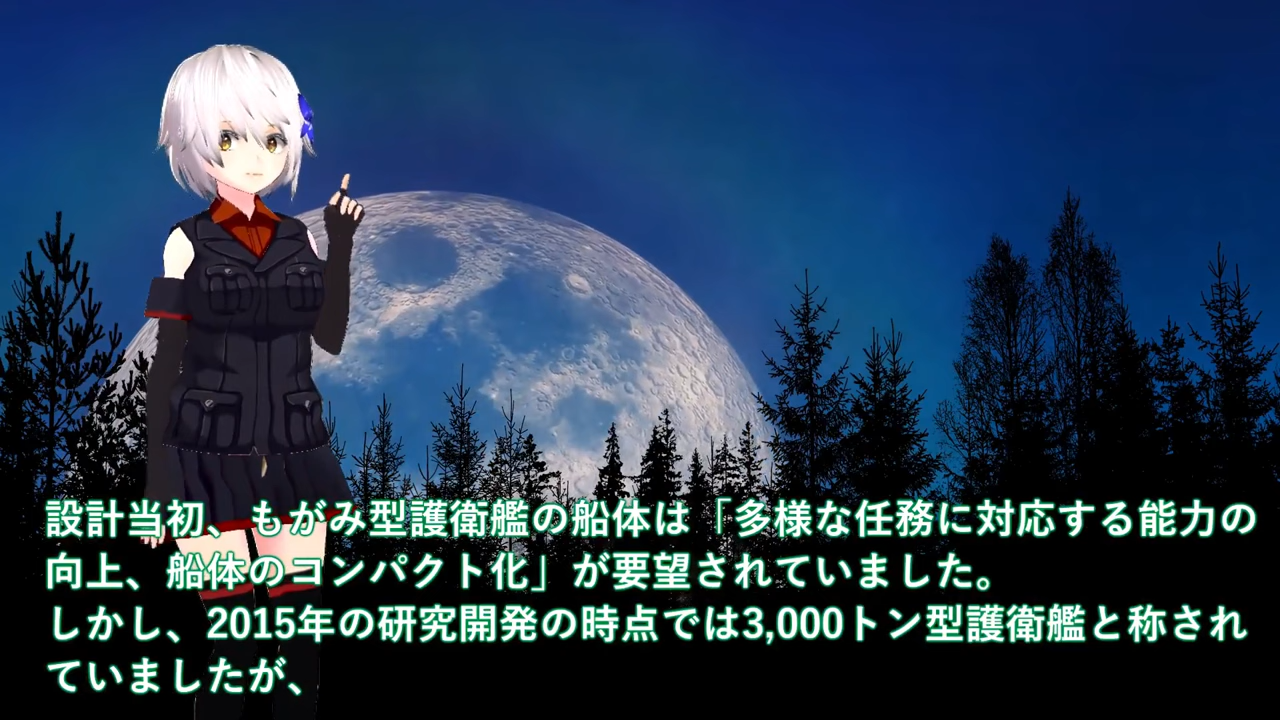 設計当初、もがみ型護衛艦の船体は「多様な任務に対応する能力の
向上、船体のコンパクト化」が要望されていました。
しかし、2015年の研究開発の時点では3,000トン型護衛艦と称され
ていましたが、